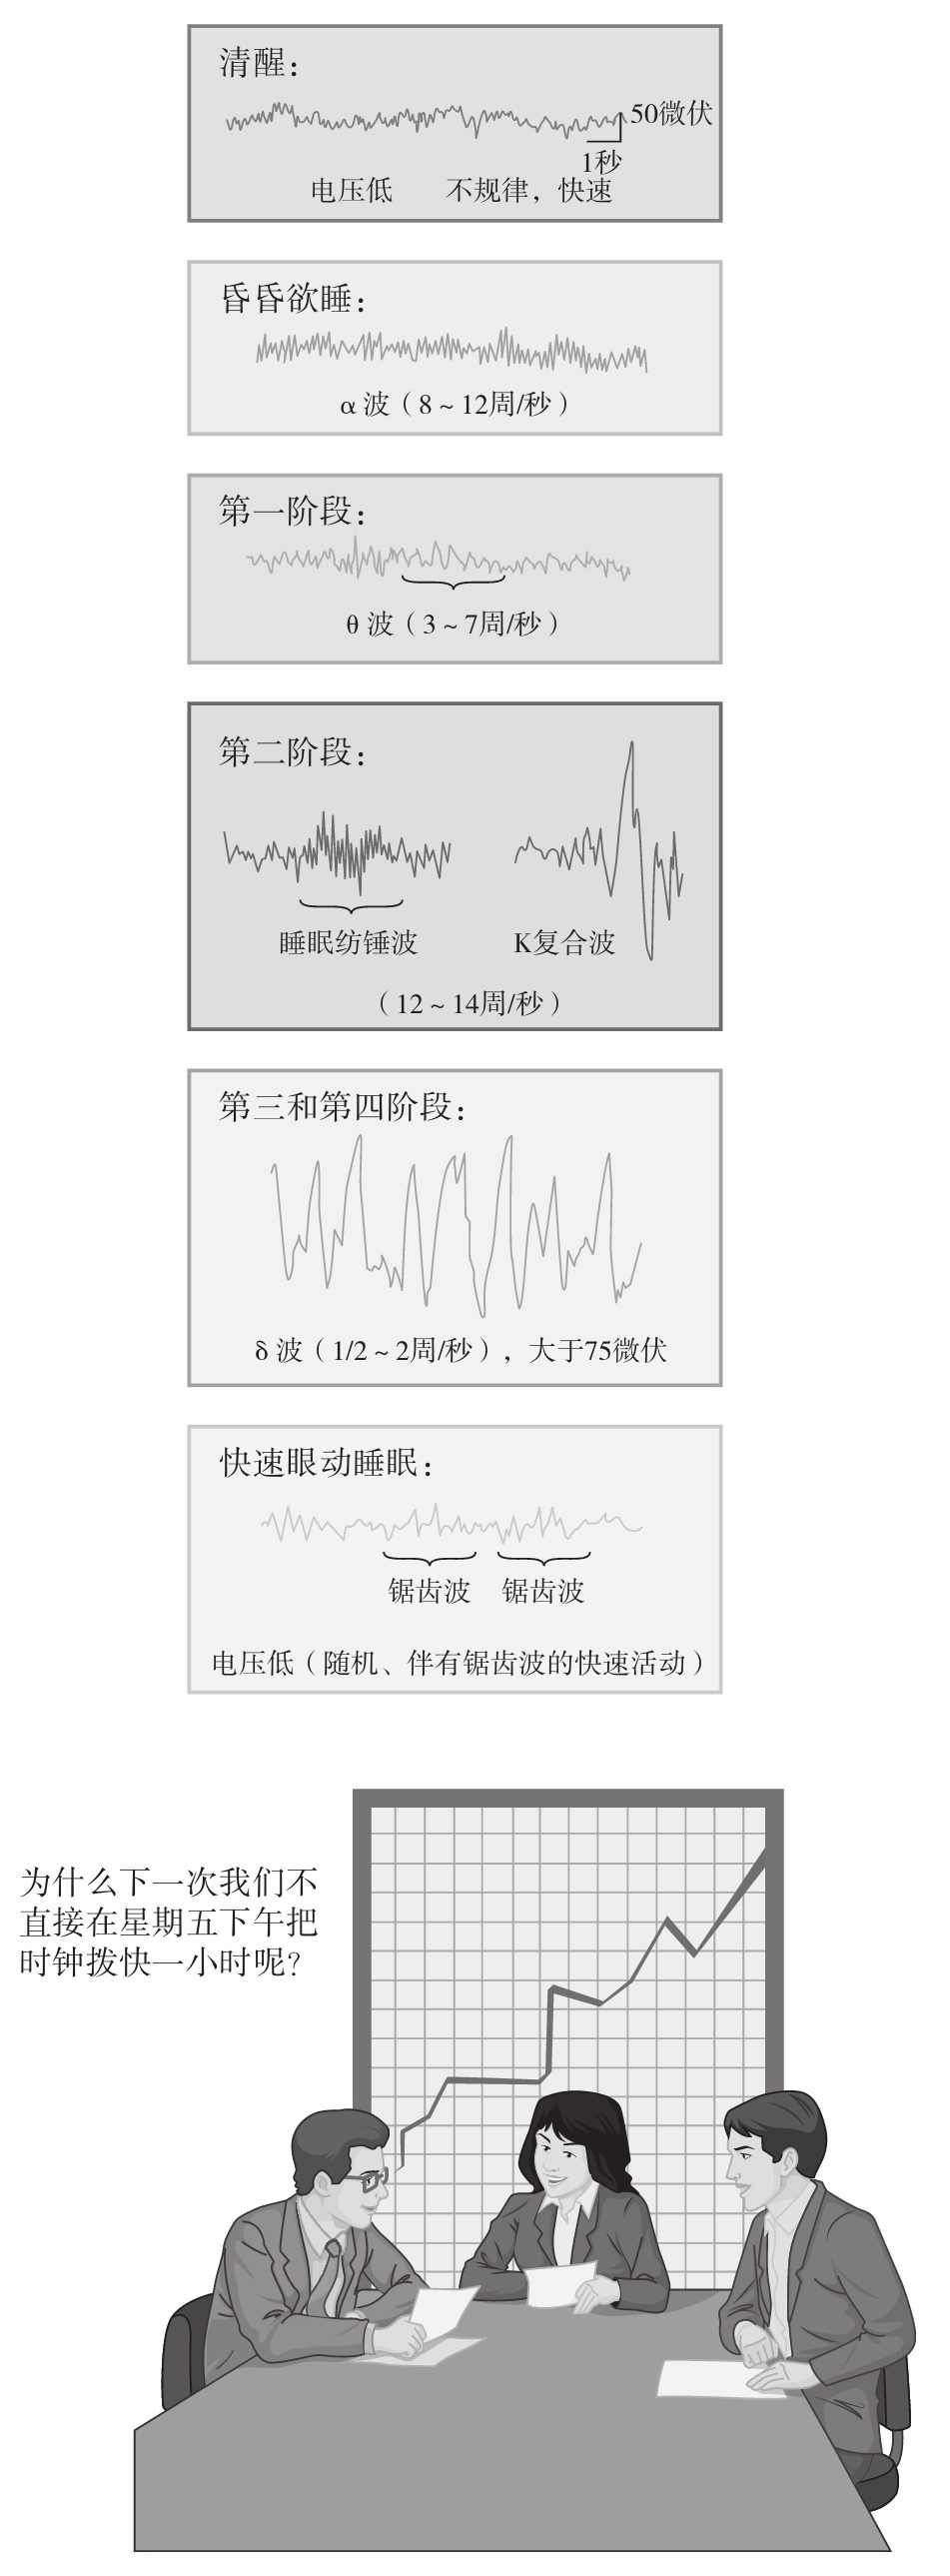 清醒：
50微伏
1秒
电压低 不规律，快速
昏昏欲睡：
α 波（8～12周/秒）
第一阶段：
θ 波（3～7周/秒）
第二阶段：
睡眠纺锤波 K复合波
（12～14周/秒）
第三和第四阶段：
δ 波（1/2～2周/秒），大于75微伏
快速眼动睡眠：
锯齿波 锯齿波
电压低（随机、伴有锯齿波的快速活动）
为什么下一次我们不
直接在星期五下午把
时钟拨快一小时呢？